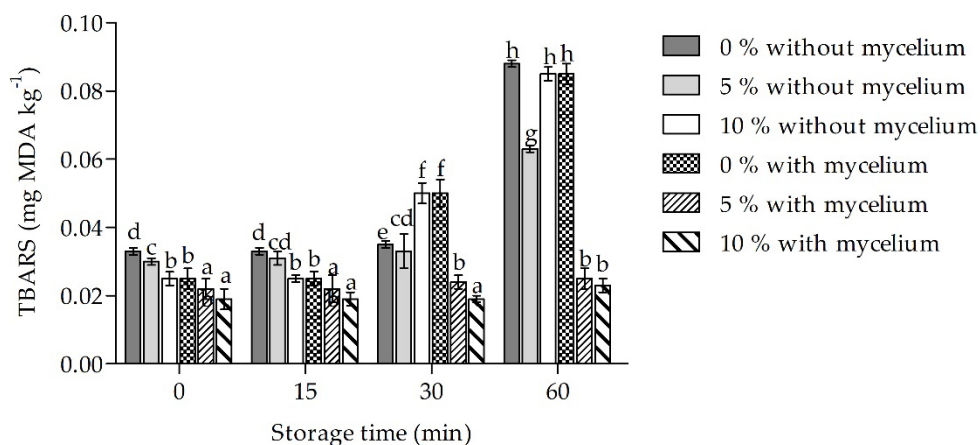 0.10
0.08
0.06
0.04
0.02
0.00
TBARS (mg MDA kg⁻¹)
d c b b a b a
d cd b b a b a
e cd f f b a
h g h h b b
0 15 30 60
Storage time (min)
0 % without mycelium
5 % without mycelium
10 % without mycelium
0 % with mycelium
5 % with mycelium
10 % with mycelium